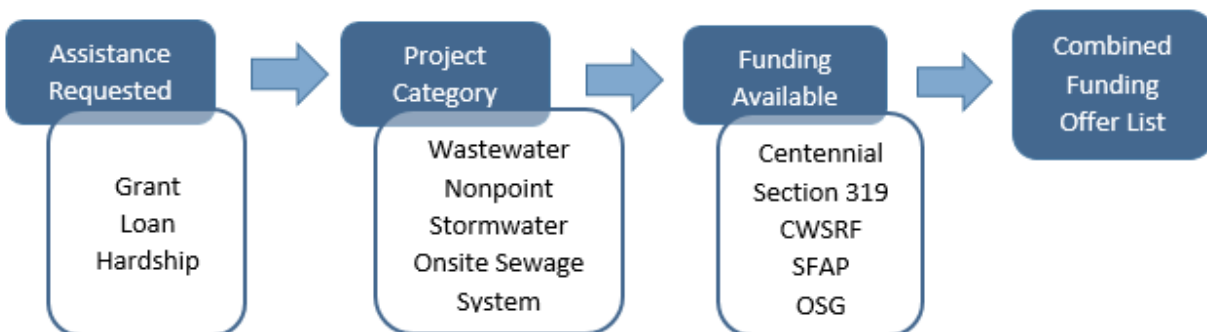 Assistance
Requested
Grant
Loan
Hardship
Project
Category
Wastewater
Nonpoint
Stormwater
Onsite Sewage
System
Funding
Available
Centennial
Section 319
CWSRF
SFAP
OSG
Combined
Funding
Offer List